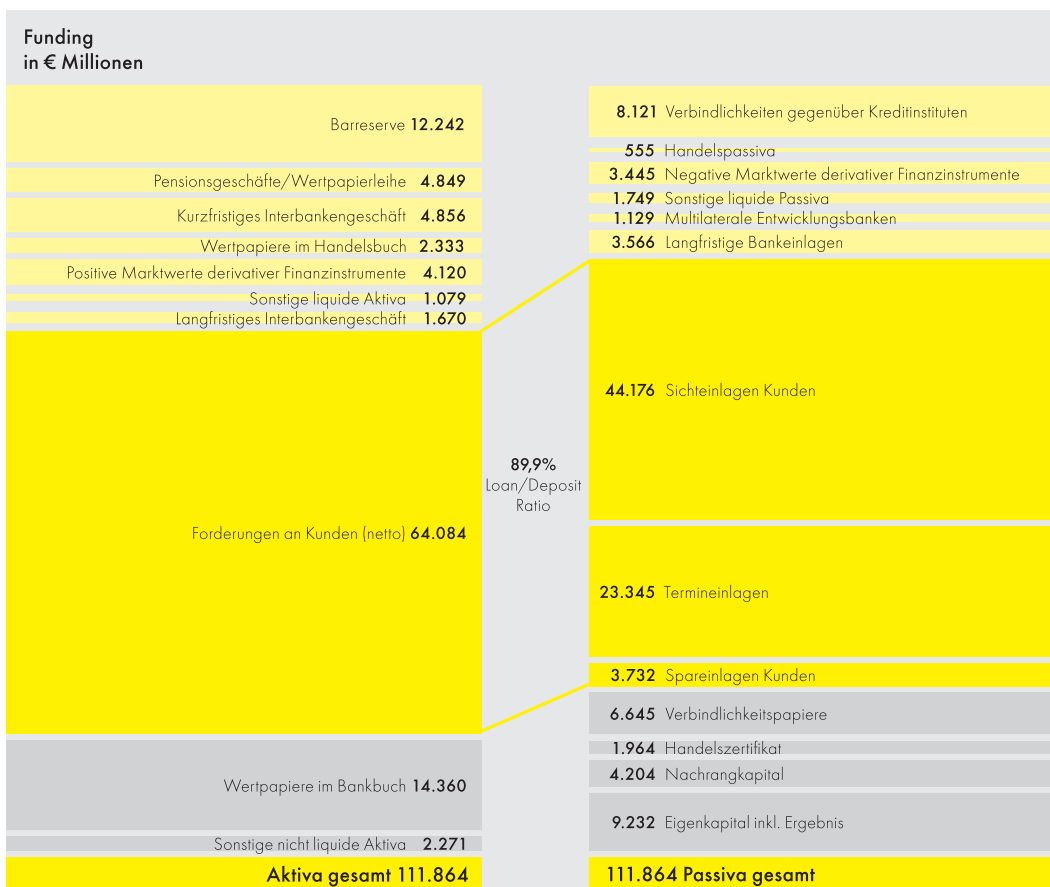 Funding
in € Millionen
Barreserve 12.242
Pensionsgeschäfte/Wertpapierleihe 4.849
Kurzfristiges Interbankengeschäft 4.856
Wertpapiere im Handelsbuch 2.333
Positive Marktwerte derivativer Finanzinstrumente 4.120
Sonstige liquide Aktiva 1.079
Langfristiges Interbankengeschäft 1.670
Forderungen an Kunden (netto) 64.084
Wertpapiere im Bankbuch 14.360
Sonstige nicht liquide Aktiva 2.271
Aktiva gesamt 111.864
89,9%
Loan/Deposit
Ratio
8.121 Verbindlichkeiten gegenüber Kreditinstituten
555 Handelspassiva
3.445 Negative Marktwerte derivativer Finanzinstrumente
1.749 Sonstige liquide Passiva
1.129 Multilaterale Entwicklungsbanken
3.566 Langfristige Bankeinlagen
44.176 Sichteinlagen Kunden
23.345 Termineinlagen
3.732 Spareinlagen Kunden
6.645 Verbindlichkeitspapiere
1.964 Handelszertifikat
4.204 Nachrangkapital
9.232 Eigenkapital inkl. Ergebnis
111.864 Passiva gesamt